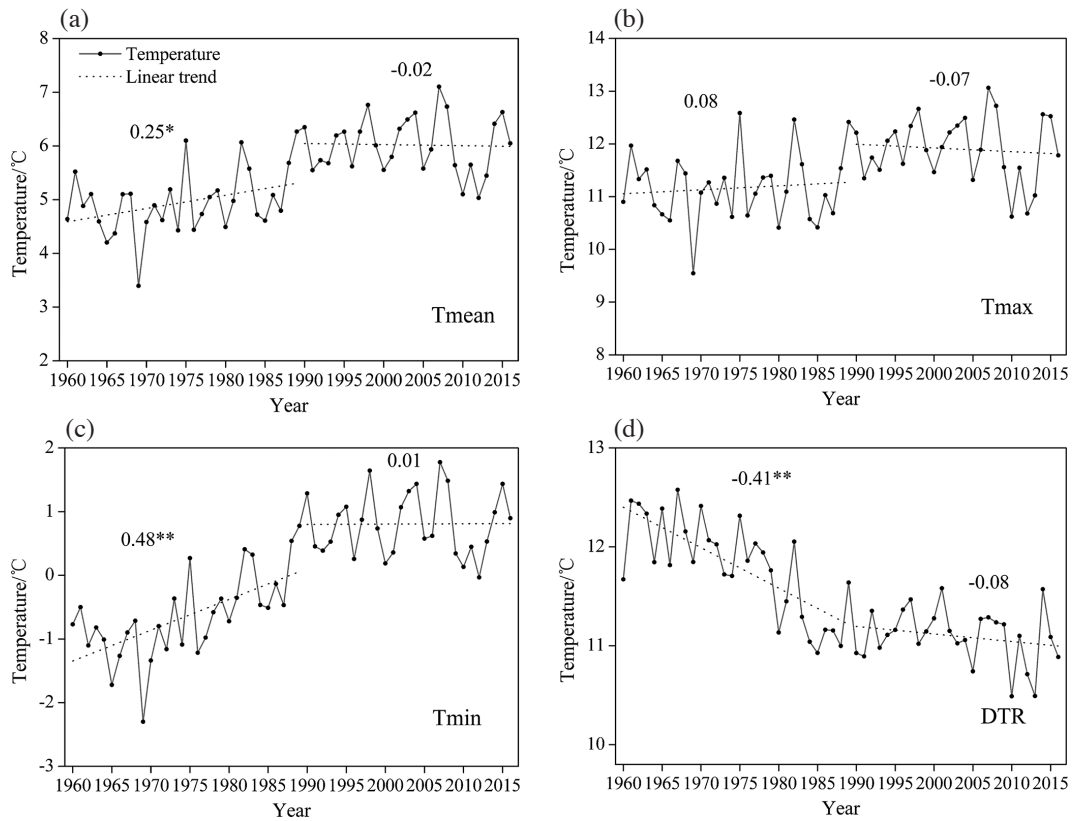 (a)
8
7
6
5
4
3
2
Temperature/℃
Temperature
Linear trend
0.25*
-0.02
Tmean
1960 1965 1970 1975 1980 1985 1990 1995 2000 2005 2010 2015
Year
(b)
14
13
12
11
10
9
8
Temperature/℃
0.08
-0.07
Tmax
1960 1965 1970 1975 1980 1985 1990 1995 2000 2005 2010 2015
Year
(c)
2
1
0
-1
-2
-3
Temperature/℃
0.48**
0.01
Tmin
1960 1965 1970 1975 1980 1985 1990 1995 2000 2005 2010 2015
Year
(d)
13
12
11
10
Temperature/℃
-0.41**
-0.08
DTR
1960 1965 1970 1975 1980 1985 1990 1995 2000 2005 2010 2015
Year